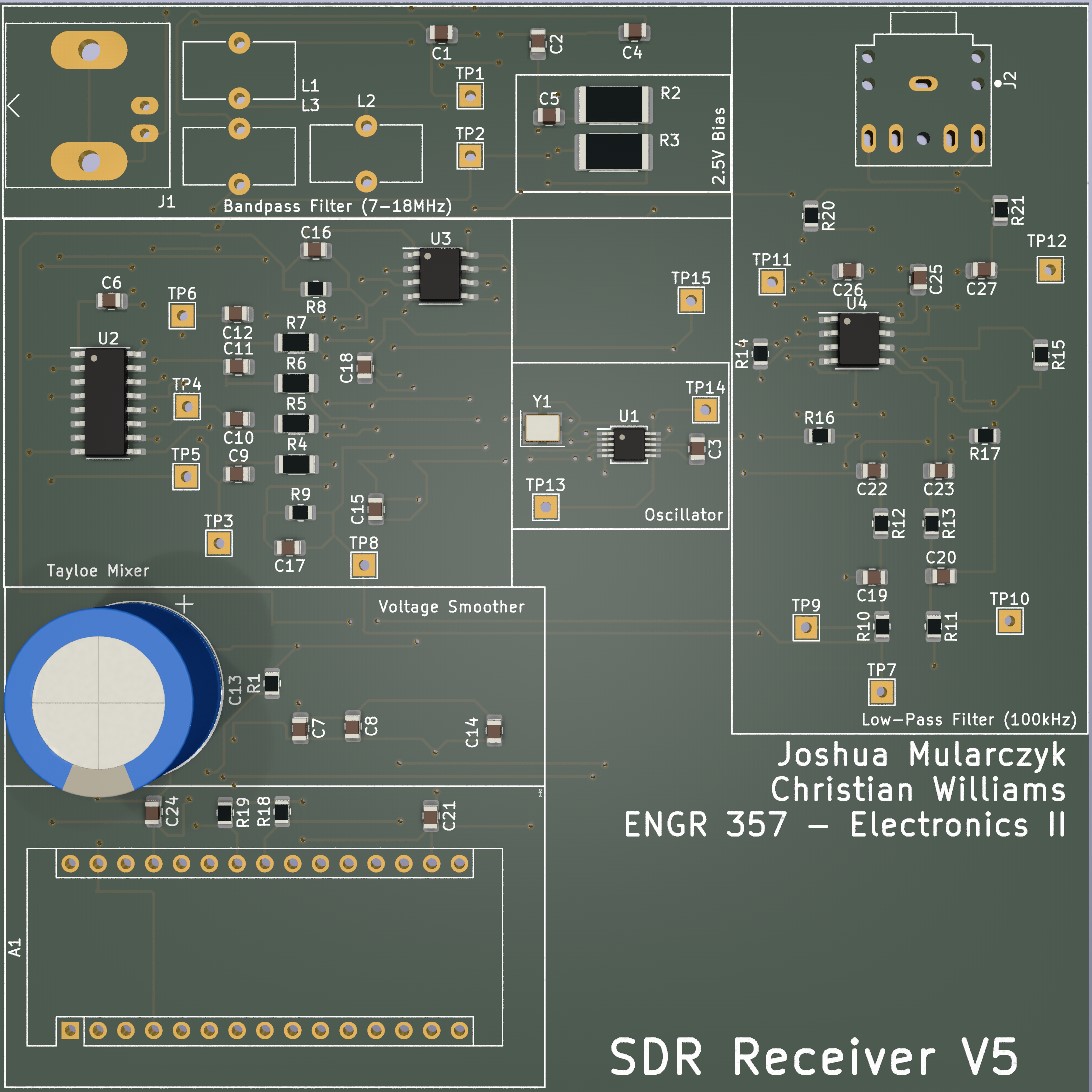 C1
C2
C4
L1
L3
L2
TP1
TP2
C5
R2
R3
2.5V Bias
J1
Bandpass Filter (7-18MHz)
J2
C16
U3
R8
C6
TP6
U2
C12
C11
R7
R6
C18
TP4
R5
C10
R4
TP5
C9
R9
C15
TP3
C17
TP8
Tayloe Mixer
TP15
TP14
Y1
U1
C3
TP13
Oscillator
R20
R21
TP11
TP12
C26
C25
C27
U4
R14
R15
R16
R17
C22
C23
R12
R13
C19
C20
TP9
R10
R11
TP10
TP7
Low-Pass Filter (100kHz)
+
Voltage Smoother
C13
R1
C7
C8
C14
C24
R19
R18
C21
A1
Joshua Mularczyk
Christian Williams
ENGR 357 - Electronics II
SDR Receiver V5